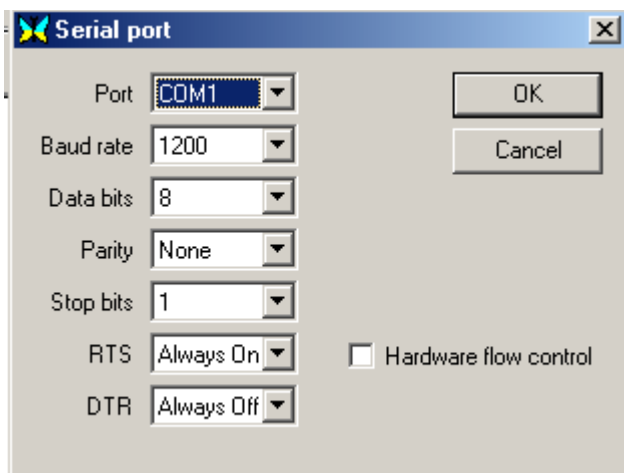 Serial port
Port COM1 OK
Baud rate 1200 Cancel
Data bits 8
Parity None
Stop bits 1
RTS Always On Hardware flow control
DTR Always Off